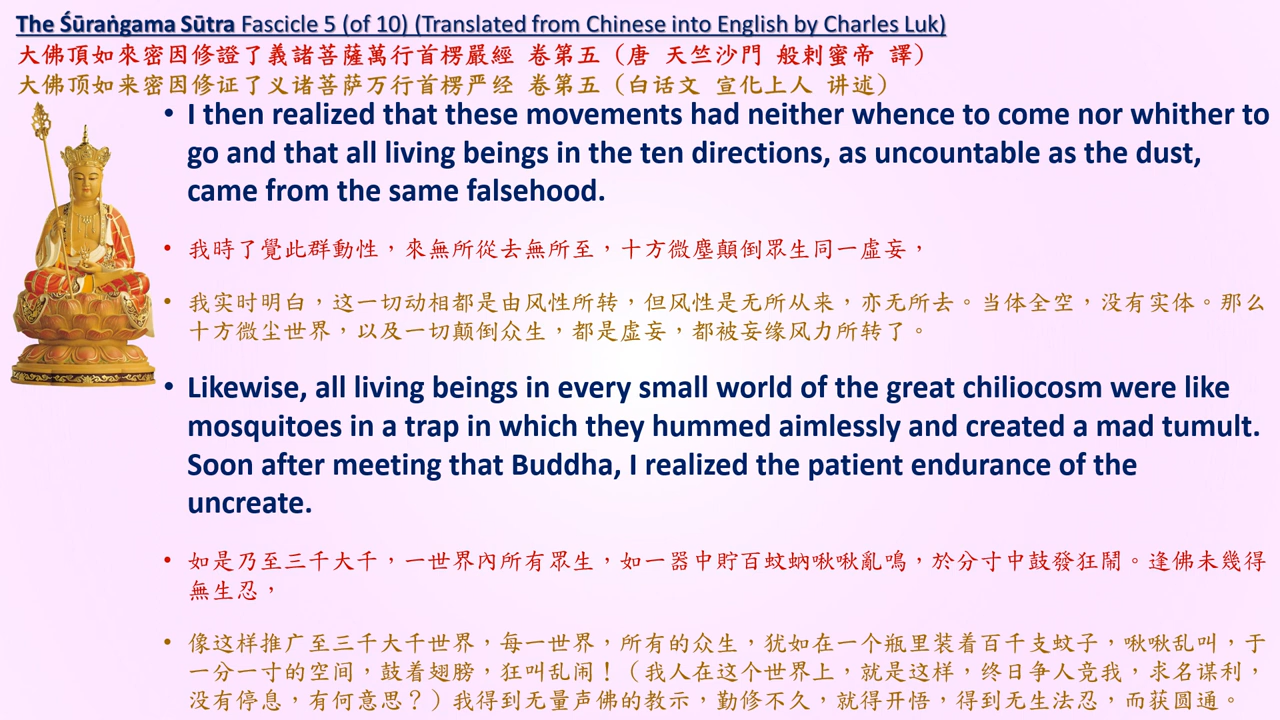 The Śūraṅgama Sūtra Fascicle 5 (of 10) (Translated from Chinese into English by Charles Luk)
大佛頂如來密因修證了義諸菩薩萬行首楞嚴經 卷第五（唐 天竺沙門 般剌蜜帝 譯）
大佛顶如来密因修证了义诸菩萨万行首楞严经 卷第五（白话文 宣化上人 讲述）
• I then realized that these movements had neither whence to come nor whither to
go and that all living beings in the ten directions, as uncountable as the dust,
came from the same falsehood.
• 我時了覺此群動性，來無所從去無所至，十方微塵顛倒眾生同一虛妄，
• 我实时明白，这一切动相都是由风性所转，但风性是无所从来，亦无所去。当体全空，没有实体。那么
十方微尘世界，以及一切颠倒众生，都是虚妄，都被妄缘风力所转了。
• Likewise, all living beings in every small world of the great chiliocosm were like
mosquitoes in a trap in which they hummed aimlessly and created a mad tumult.
Soon after meeting that Buddha, I realized the patient endurance of the
uncreate.
• 如是乃至三千大千，一世界內所有眾生，如一器中貯百蚊蚋啾啾亂鳴，於分寸中鼓發狂鬧。逢佛未幾得
無生忍，
• 像这样推广至三千大千世界，每一世界，所有的众生，犹如在一个瓶里装着百千支蚊子，啾啾乱叫，于
一分一寸的空间，鼓着翅膀，狂叫乱闹！（我人在这个世界上，就是这样，终日争人竞我，求名谋利，
没有停息，有何意思？）我得到无量声佛的教示，勤修不久，就得开悟，得到无生法忍，而获圆通。